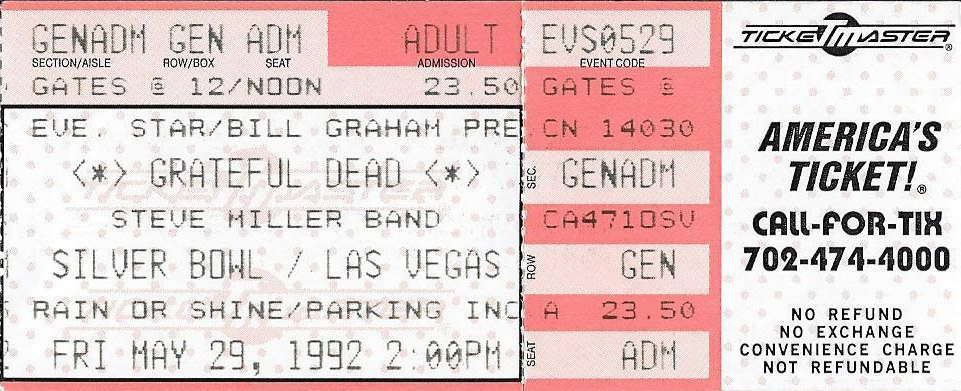 GENADM GEN ADM ADULT
SECTION/AISLE ROW/BOX SEAT ADMISSION
GATES @ 12/NOON 23.50
EVE. STAR/BILL GRAHAM PRE
<*> GRATEFUL DEAD <*>
STEVE MILLER BAND
SILVER BOWL / LAS VEGAS
RAIN OR SHINE/PARKING INC
FRI MAY 29, 1992 2:00PM
EVS0529
EVENT CODE
GATES @
CN 14030
SEC.
GENADM
CA4710SV
ROW
GEN
A 23.50
SEAT
ADM
TICKETMASTER®
AMERICA'S
TICKET!®
CALL-FOR-TIX
702-474-4000
NO REFUND
NO EXCHANGE
CONVENIENCE CHARGE
NOT REFUNDABLE